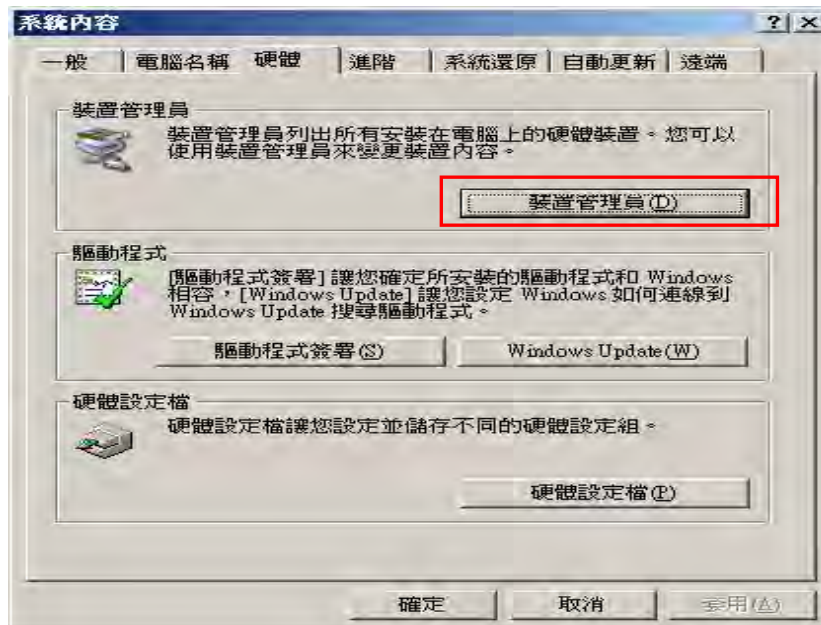 系統內容
一般 電腦名稱 硬體 進階 系統還原 自動更新 遠端
裝置管理員
裝置管理員列出所有安裝在電腦上的硬體裝置。您可以
使用裝置管理員來變更裝置內容。
裝置管理員(D)
驅動程式
[驅動程式簽署] 讓您確定所安裝的驅動程式和 Windows
相容，[Windows Update] 讓您設定 Windows 如何連線到
Windows Update 搜尋驅動程式。
驅動程式簽署(S) Windows Update(W)
硬體設定檔
硬體設定檔讓您設定並儲存不同的硬體設定組。
硬體設定檔(P)
確定 取消 套用(A)